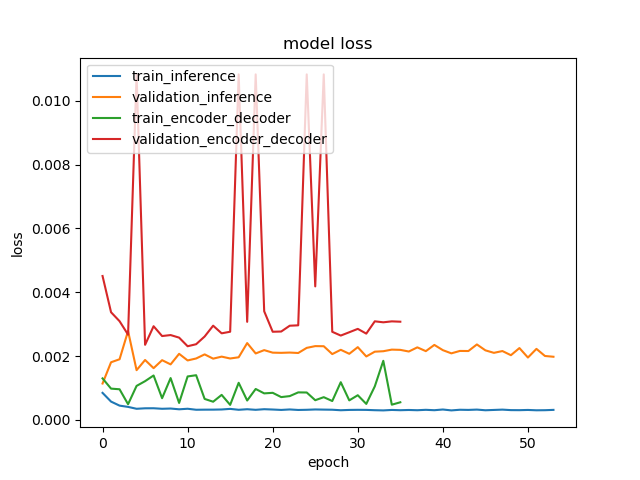 model loss
train_inference
validation_inference
train_encoder_decoder
validation_encoder_decoder
0.010
0.008
0.006
0.004
0.002
0.000
loss
0 10 20 30 40 50
epoch